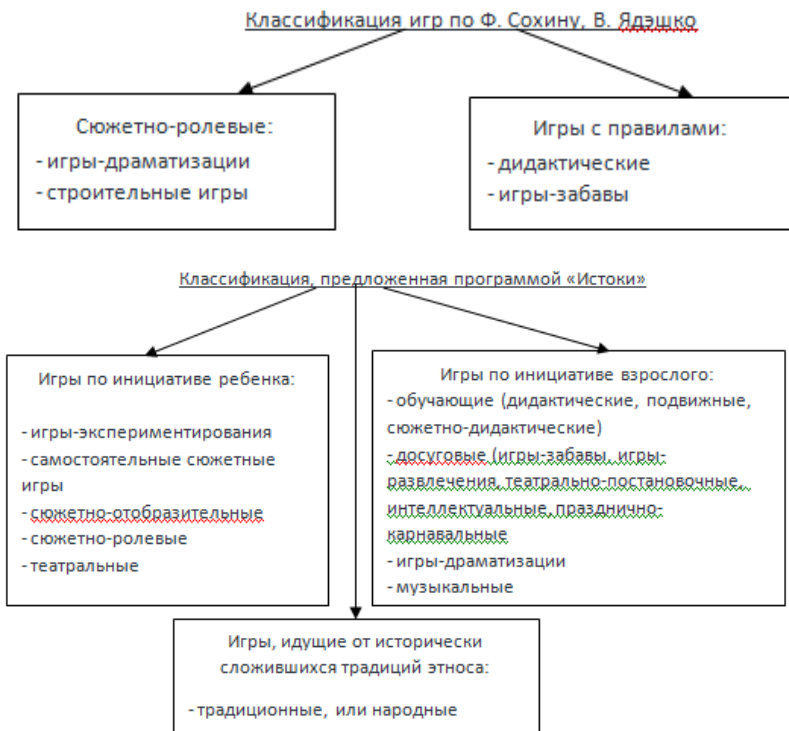 Классификация игр по Ф. Сохину, В. Ядэшко
Сюжетно-ролевые:
- игры-драматизации
- строительные игры
Игры с правилами:
- дидактические
- игры-забавы
Классификация, предложенная программой «Истоки»
Игры по инициативе ребенка:
- игры-экспериментирования
- самостоятельные сюжетные
игры
- сюжетно-отобразительные
- сюжетно-ролевые
- театральные
Игры по инициативе взрослого:
- обучающие (дидактические, подвижные,
сюжетно-дидактические)
- досуговые (игры-забавы, игры-
развлечения, театрально-постановочные,
интеллектуальные, празднично-
карнавальные
- игры-драматизации
- музыкальные
Игры, идущие от исторически
сложившихся традиций этноса:
- традиционные, или народные